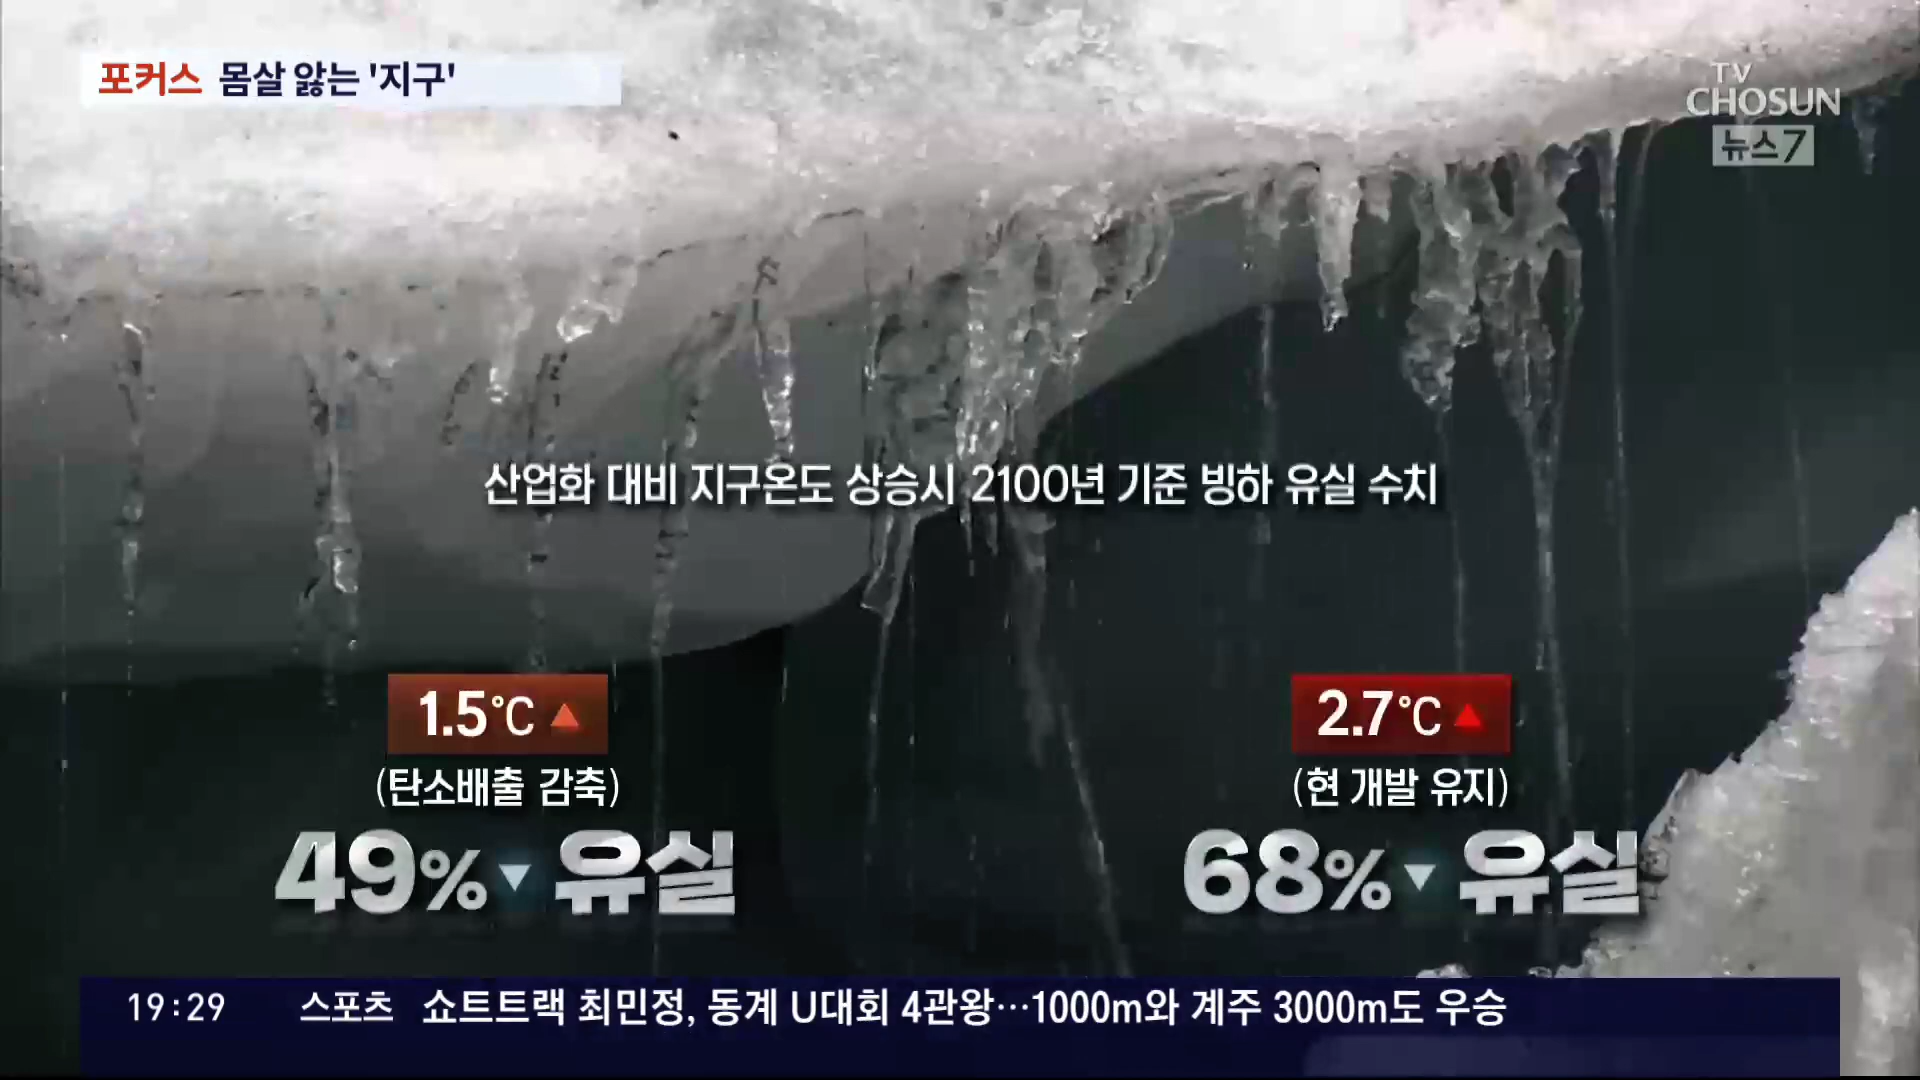 포커스 몸살 앓는 '지구'
TV
CHOSUN
뉴스7
산업화 대비 지구온도 상승시 2100년 기준 빙하 유실 수치
1.5℃▲
(탄소배출 감축)
49%▼유실
2.7℃▲
(현 개발 유지)
68%▼유실
19:29 스포츠 쇼트트랙 최민정, 동계 U대회 4관왕…1000m와 계주 3000m도 우승